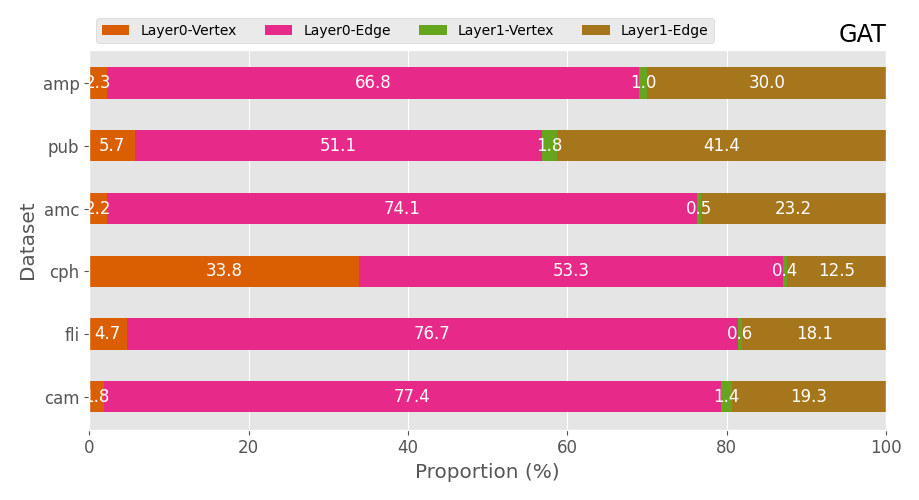 Layer0-Vertex Layer0-Edge Layer1-Vertex Layer1-Edge
GAT
amp 2.3 66.8 1.0 30.0
pub 5.7 51.1 1.8 41.4
amc 2.2 74.1 0.5 23.2
cph 33.8 53.3 0.4 12.5
fli 4.7 76.7 0.6 18.1
cam 1.8 77.4 1.4 19.3
Dataset
0 20 40 60 80 100
Proportion (%)